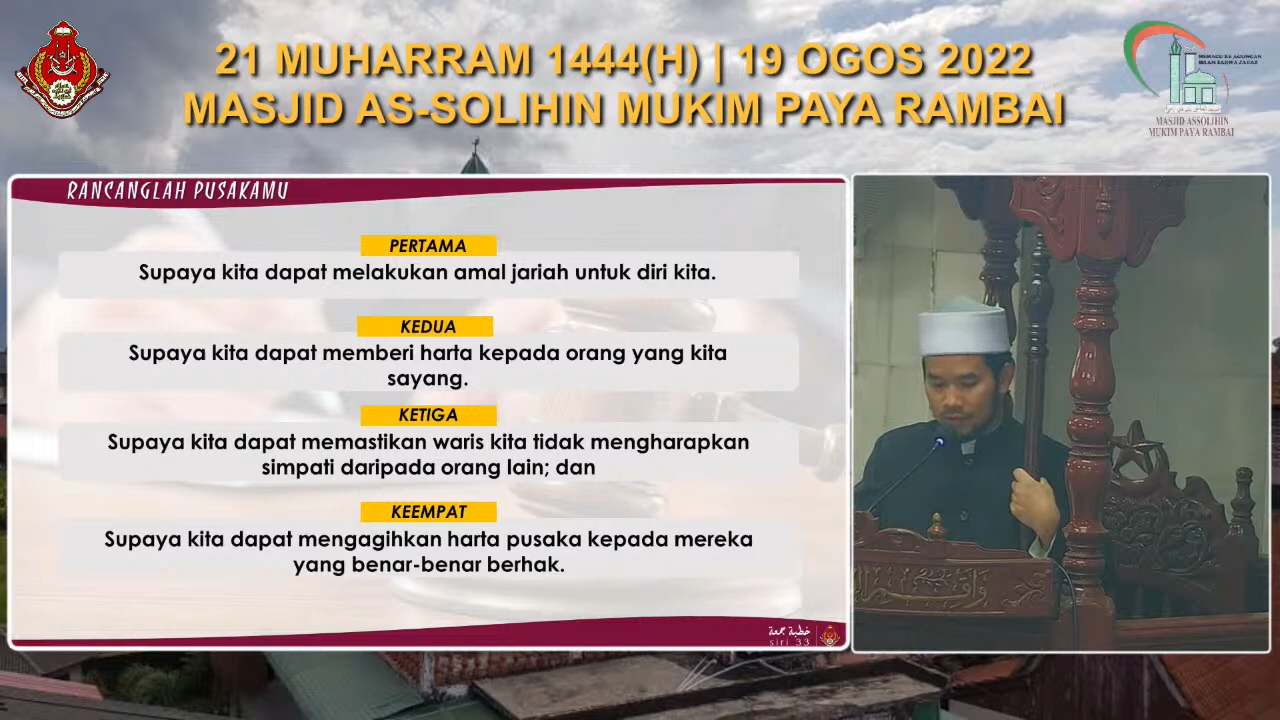 21 MUHARRAM 1444(H) | 19 OGOS 2022
MASJID AS-SOLIHIN MUKIM PAYA RAMBAI
MASJID ASSOLIHIN
MUKIM PAYA RAMBAI
RANCANGLAH PUSAKAMU
PERTAMA
Supaya kita dapat melakukan amal jariah untuk diri kita.
KEDUA
Supaya kita dapat memberi harta kepada orang yang kita
sayang.
KETIGA
Supaya kita dapat memastikan waris kita tidak mengharapkan
simpati daripada orang lain; dan
KEEMPAT
Supaya kita dapat mengagihkan harta pusaka kepada mereka
yang benar-benar berhak.
خطبة جمعة
siri 33